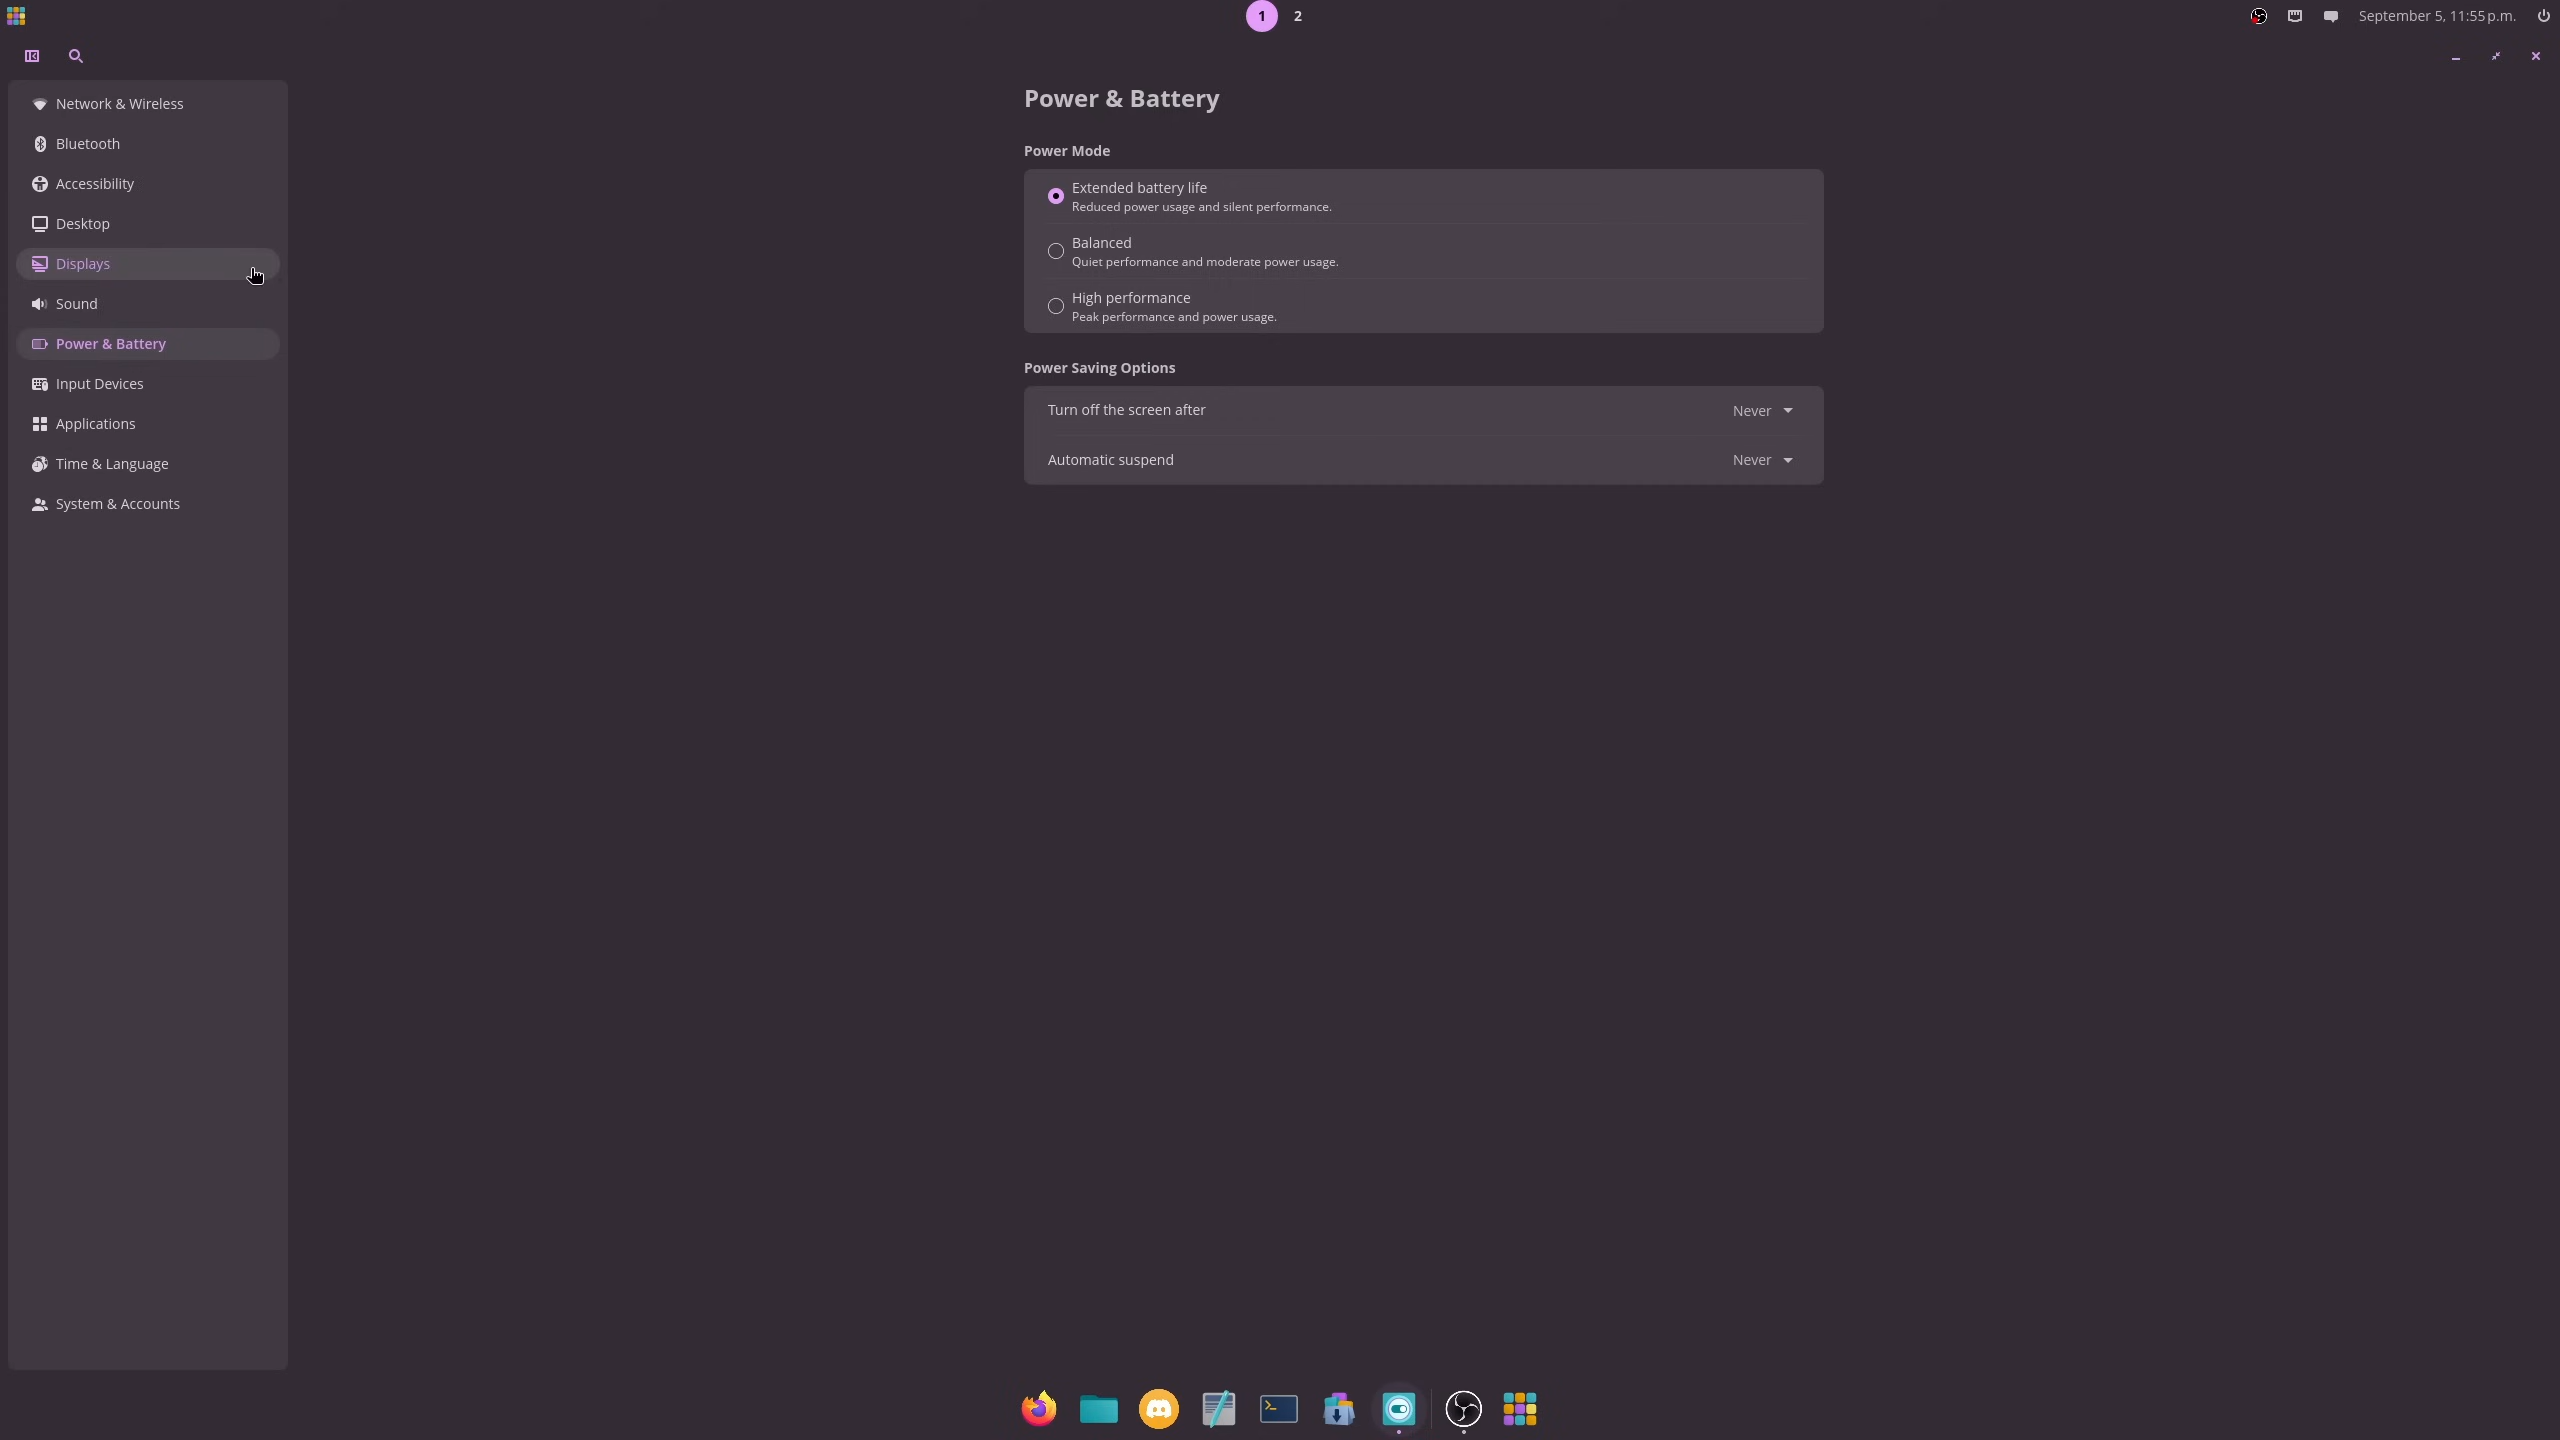 1 2
September 5, 11:55 p.m.
Network & Wireless
Bluetooth
Accessibility
Desktop
Displays
Sound
Power & Battery
Input Devices
Applications
Time & Language
System & Accounts
Power & Battery
Power Mode
Extended battery life
Reduced power usage and silent performance.
Balanced
Quiet performance and moderate power usage.
High performance
Peak performance and power usage.
Power Saving Options
Turn off the screen after Never
Automatic suspend Never